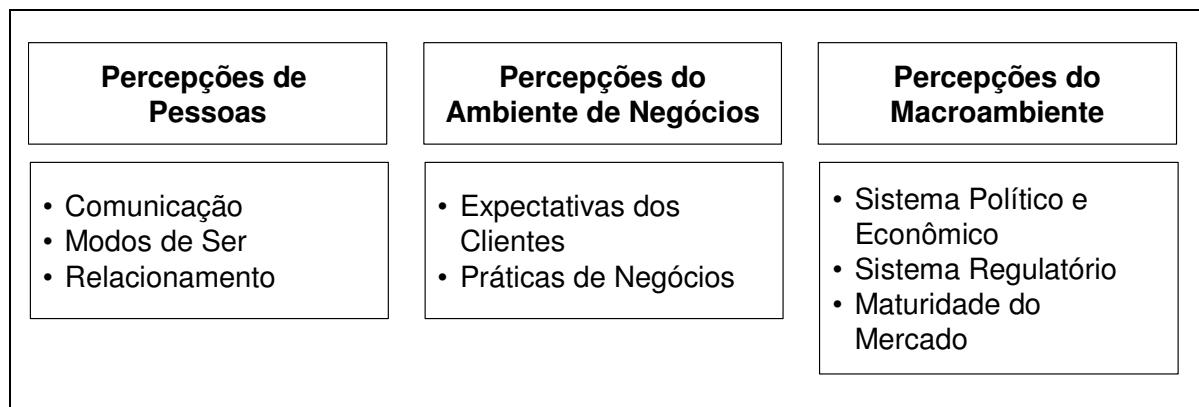 Percepções de
Pessoas
• Comunicação
• Modos de Ser
• Relacionamento
Percepções do
Ambiente de Negócios
• Expectativas dos
Clientes
• Práticas de Negócios
Percepções do
Macroambiente
• Sistema Político e
Econômico
• Sistema Regulatório
• Maturidade do
Mercado